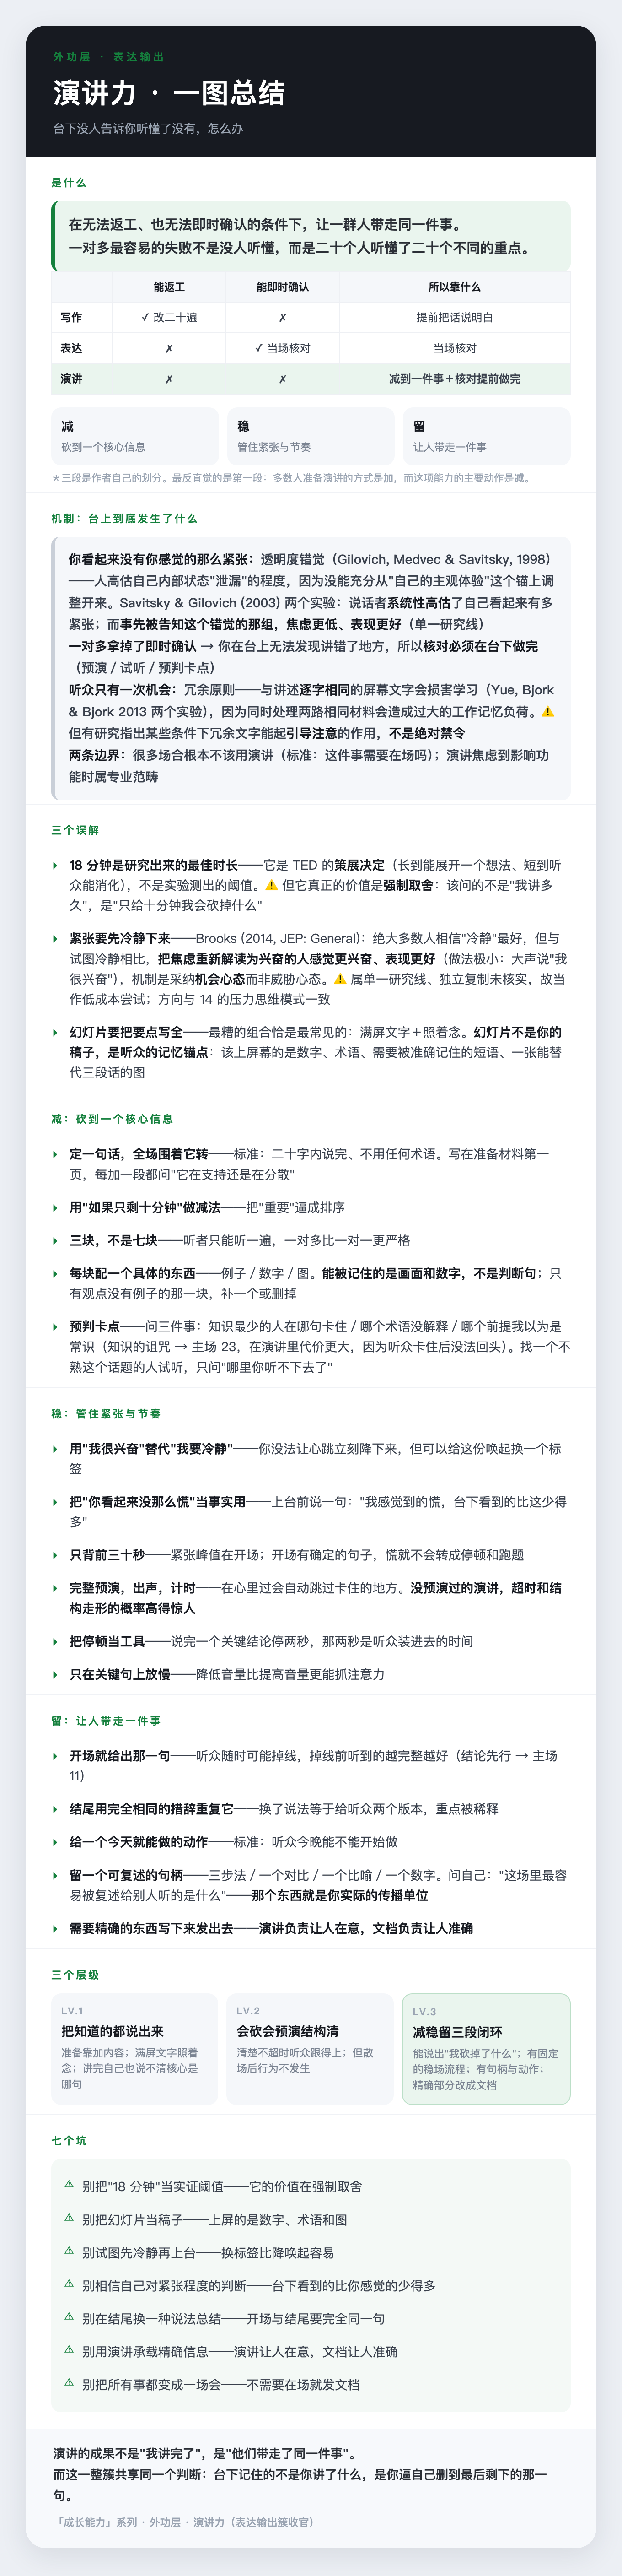 外功层 · 表达输出
演讲力 · 一图总结
台下没人告诉你听懂了没有，怎么办
是什么
在无法返工、也无法即时确认的条件下，让一群人带走同一件事。
一对多最容易的失败不是没人听懂，而是二十个人听懂了二十个不同的重点。
能返工 能即时确认 所以靠什么
写作 ✓ 改二十遍 ✗ 提前把话说明白
表达 ✗ ✓ 当场核对 当场核对
演讲 ✗ ✗ 减到一件事＋核对提前做完
减 稳 留
砍到一个核心信息 管住紧张与节奏 让人带走一件事
＊三段是作者自己的划分。最反直觉的是第一段：多数人准备演讲的方式是加，而这项能力的主要动作是减。
机制：台上到底发生了什么
你看起来没有你感觉的那么紧张：透明度错觉（Gilovich, Medvec & Savitsky, 1998）
——人高估自己内部状态"泄漏"的程度，因为没能充分从"自己的主观体验"这个锚上调
整开来。Savitsky & Gilovich (2003) 两个实验：说话者系统性高估了自己看起来有多
紧张；而事先被告知这个错觉的那组，焦虑更低、表现更好（单一研究线）
一对多拿掉了即时确认 → 你在台上无法发现讲错了地方，所以核对必须在台下做完
（预演 / 试听 / 预判卡点）
听众只有一次机会：冗余原则——与讲述逐字相同的屏幕文字会损害学习（Yue, Bjork
& Bjork 2013 两个实验），因为同时处理两路相同材料会造成过大的工作记忆负荷。⚠️
但有研究指出某些条件下冗余文字能起引导注意的作用，不是绝对禁令
两条边界：很多场合根本不该用演讲（标准：这件事需要在场吗）；演讲焦虑到影响功
能时属专业范畴
三个误解
18 分钟是研究出来的最佳时长——它是 TED 的策展决定（长到能展开一个想法、短到听
众能消化），不是实验测出的阈值。⚠️ 但它真正的价值是强制取舍：该问的不是"我讲多
久"，是"只给十分钟我会砍掉什么"
紧张要先冷静下来——Brooks (2014, JEP: General)：绝大多数人相信"冷静"最好，但与
试图冷静相比，把焦虑重新解读为兴奋的人感觉更兴奋、表现更好（做法极小：大声说"我
很兴奋"），机制是采纳机会心态而非威胁心态。⚠️ 属单一研究线、独立复制未核实，故当
作低成本尝试；方向与 14 的压力思维模式一致
幻灯片要把要点写全——最糟的组合恰是最常见的：满屏文字＋照着念。幻灯片不是你的
稿子，是听众的记忆锚点：该上屏幕的是数字、术语、需要被准确记住的短语、一张能替
代三段话的图
减：砍到一个核心信息
定一句话，全场围着它转——标准：二十字内说完、不用任何术语。写在准备材料第一
页，每加一段都问"它在支持还是在分散"
用"如果只剩十分钟"做减法——把"重要"逼成排序
三块，不是七块——听者只能听一遍，一对多比一对一更严格
每块配一个具体的东西——例子 / 数字 / 图。能被记住的是画面和数字，不是判断句；只
有观点没有例子的那一块，补一个或删掉
预判卡点——问三件事：知识最少的人在哪句卡住 / 哪个术语没解释 / 哪个前提我以为是
常识（知识的诅咒 → 主场 23，在演讲里代价更大，因为听众卡住后没法回头）。找一个不
熟这个话题的人试听，只问"哪里你听不下去了"
稳：管住紧张与节奏
用"我很兴奋"替代"我要冷静"——你没法让心跳立刻降下来，但可以给这份唤起换一个标
签
把"你看起来没那么慌"当事实用——上台前说一句："我感觉到的慌，台下看到的比这少得
多"
只背前三十秒——紧张峰值在开场；开场有确定的句子，慌就不会转成停顿和跑题
完整预演，出声，计时——在心里过会自动跳过卡住的地方。没预演过的演讲，超时和结
构走形的概率高得惊人
把停顿当工具——说完一个关键结论停两秒，那两秒是听众装进去的时间
只在关键句上放慢——降低音量比提高音量更能抓注意力
留：让人带走一件事
开场就给出那一句——听众随时可能掉线，掉线前听到的越完整越好（结论先行 → 主场
11）
结尾用完全相同的措辞重复它——换了说法等于给听众两个版本，重点被稀释
给一个今天就能做的动作——标准：听众今晚能不能开始做
留一个可复述的句柄——三步法 / 一个对比 / 一个比喻 / 一个数字。问自己："这场里最容
易被复述给别人听的是什么"——那个东西就是你实际的传播单位
需要精确的东西写下来发出去——演讲负责让人在意，文档负责让人准确
三个层级
LV.1 LV.2 LV.3
把知道的都说出来 会砍会预演结构清 减稳留三段闭环
准备靠加内容；满屏文字照着 清楚不超时听众跟得上；但散 能说出"我砍掉了什么"；有固定
念；讲完自己也说不清核心是 场后行为不发生 的稳场流程；有句柄与动作；
哪句 精确部分改成文档
七个坑
⚠ 别把"18 分钟"当实证阈值——它的价值在强制取舍
⚠ 别把幻灯片当稿子——上屏的是数字、术语和图
⚠ 别试图先冷静再上台——换标签比降唤起容易
⚠ 别相信自己对紧张程度的判断——台下看到的比你感觉的少得多
⚠ 别在结尾换一种说法总结——开场与结尾要完全同一句
⚠ 别用演讲承载精确信息——演讲让人在意，文档让人准确
⚠ 别把所有事都变成一场会——不需要在场就发文档
演讲的成果不是"我讲完了"，是"他们带走了同一件事"。
而这一整簇共享同一个判断：台下记住的不是你讲了什么，是你逼自己删到最后剩下的那一
句。
「成长能力」系列 · 外功层 · 演讲力（表达输出簇收官）